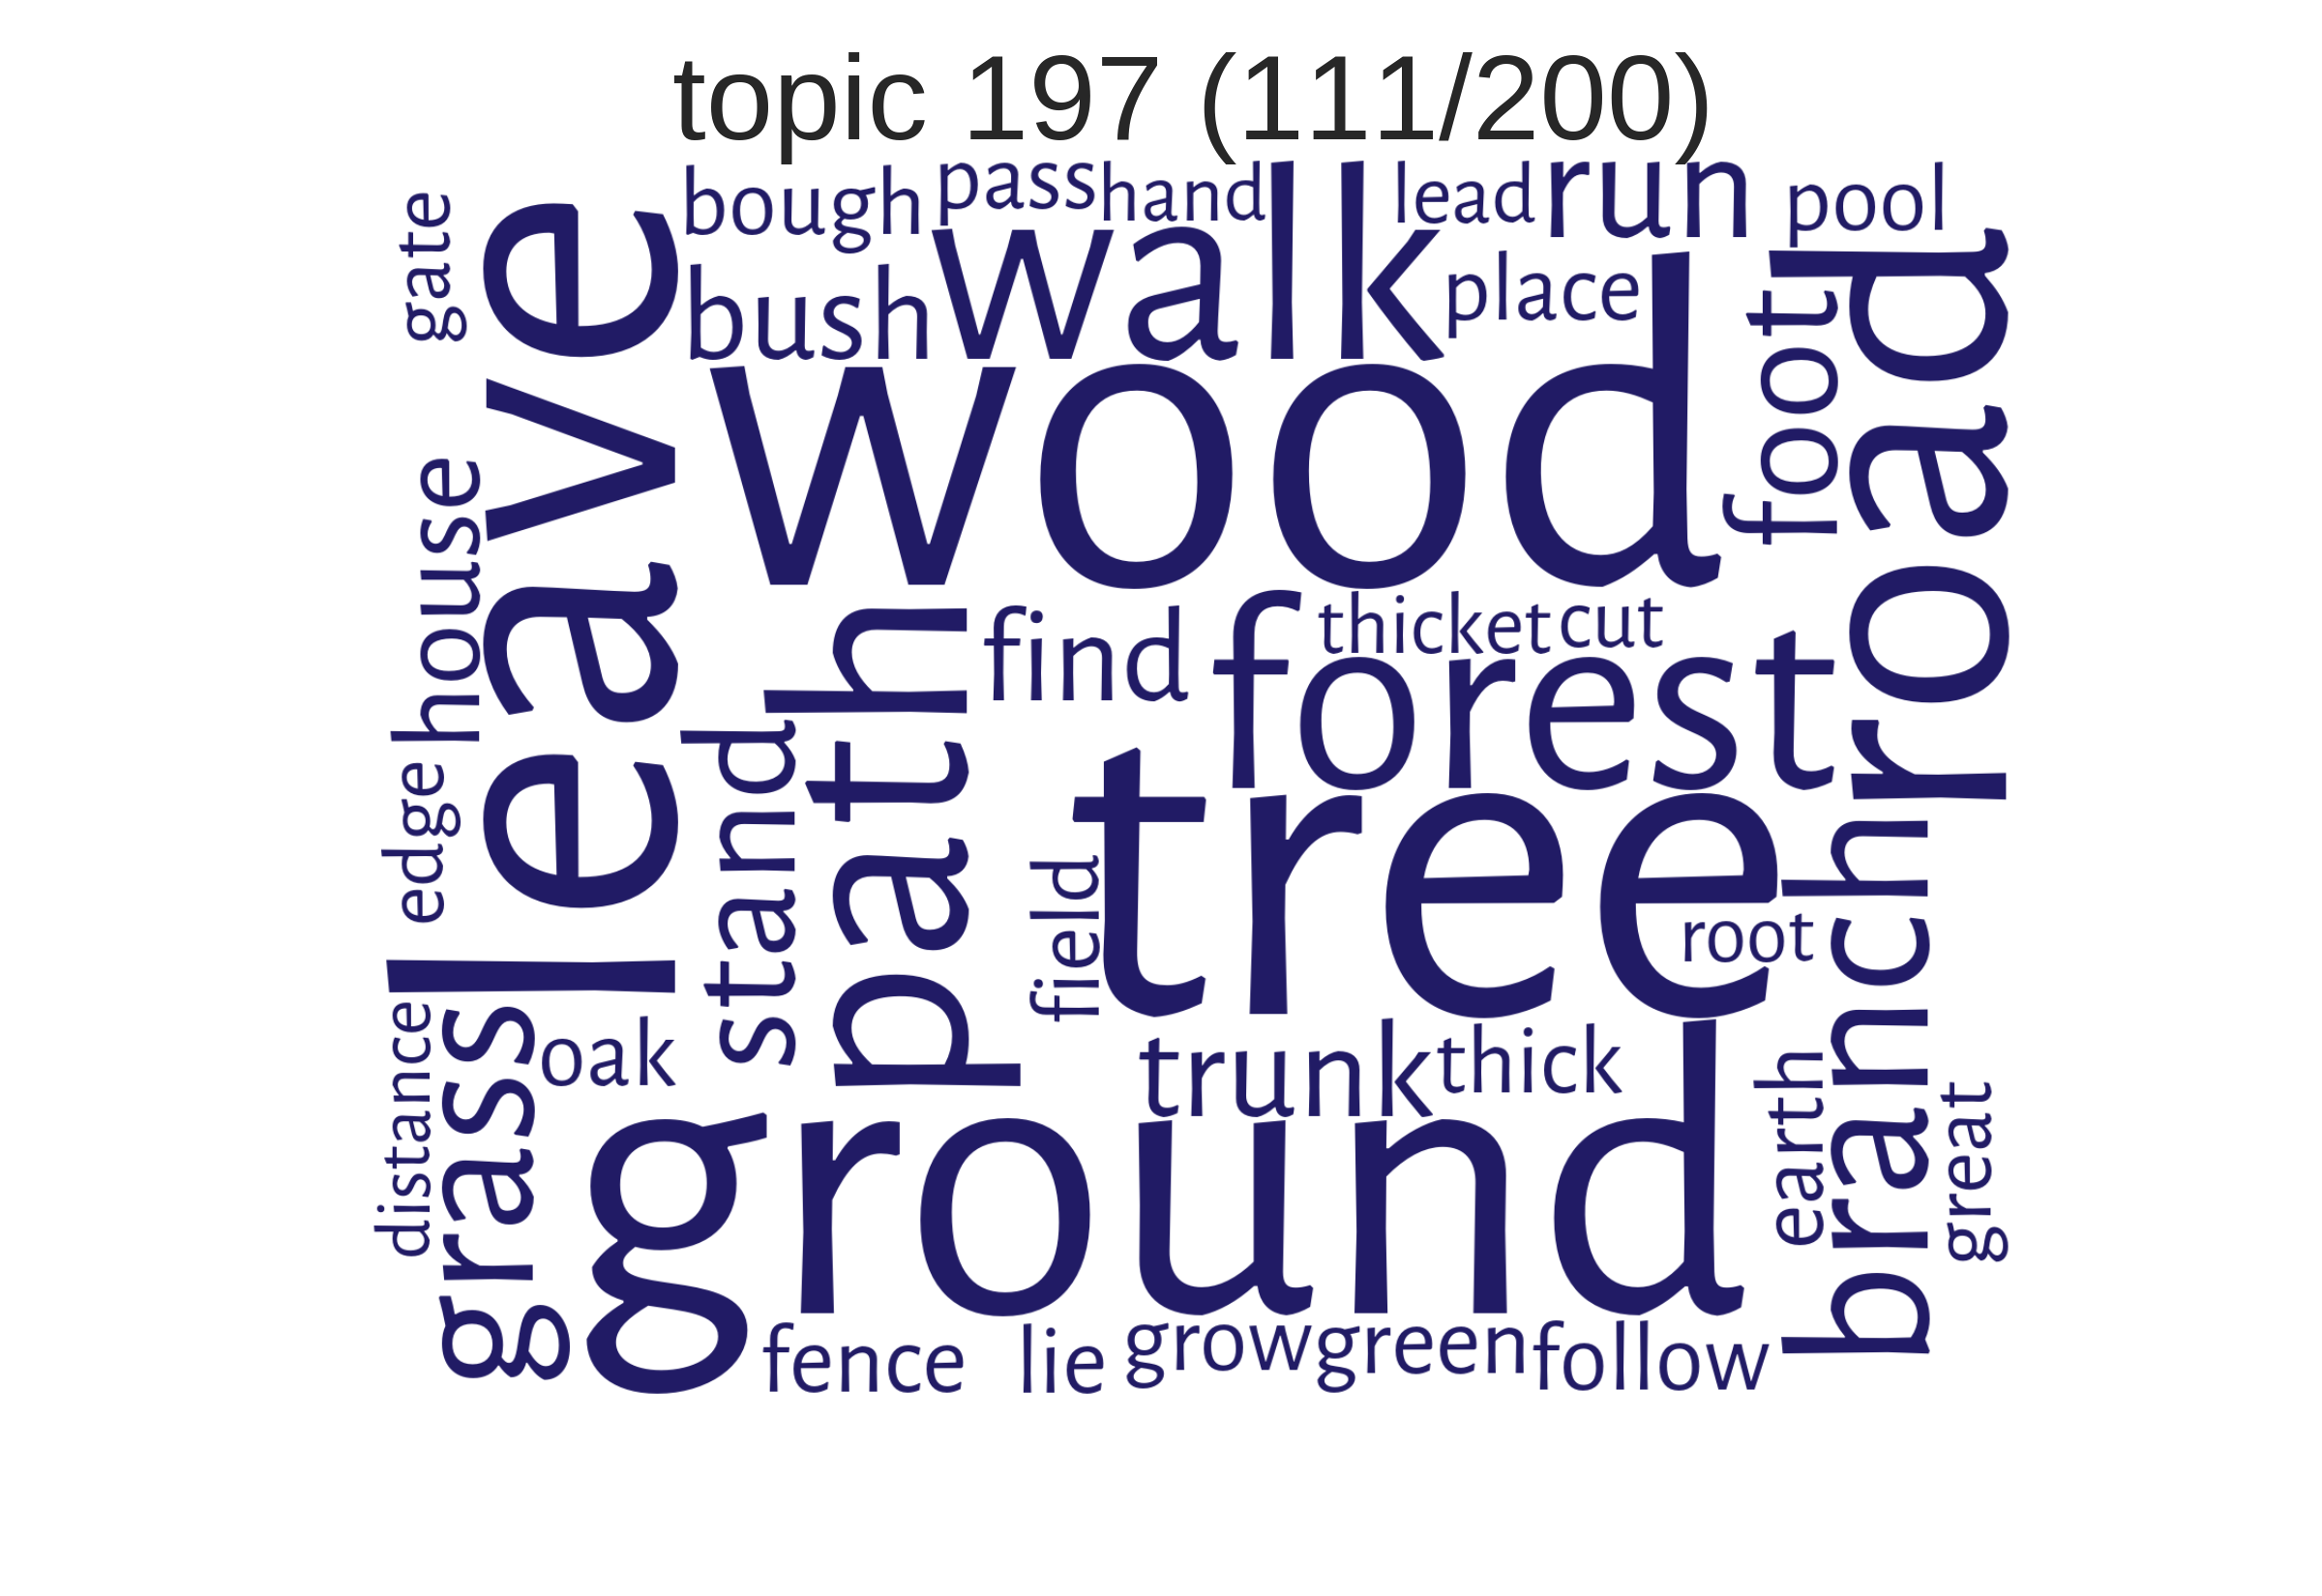 topic 197 (111/200)
gate
leave
bough
pass
hand
walk
lead
run
pool
bush
place
wood
foot
road
house
find
thicket
cut
forest
path
stand
edge
tree
field
root
branch
distance
grass
oak
trunk
thick
ground
earth
great
fence
lie
grow
green
follow